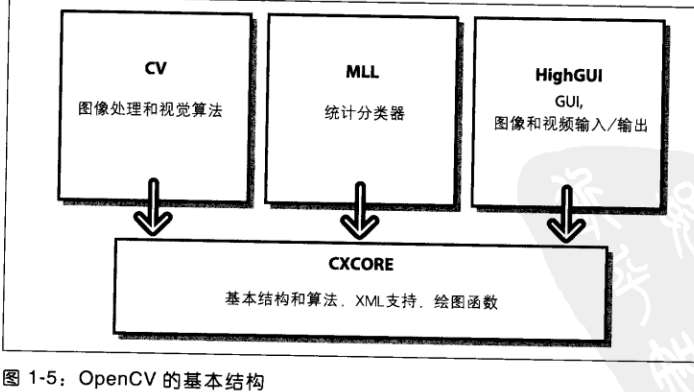 CV
图像处理和视觉算法
MLL
统计分类器
HighGUI
GUI,
图像和视频输入/输出
CXCORE
基本结构和算法, XML支持, 绘图函数
图 1-5: OpenCV 的基本结构